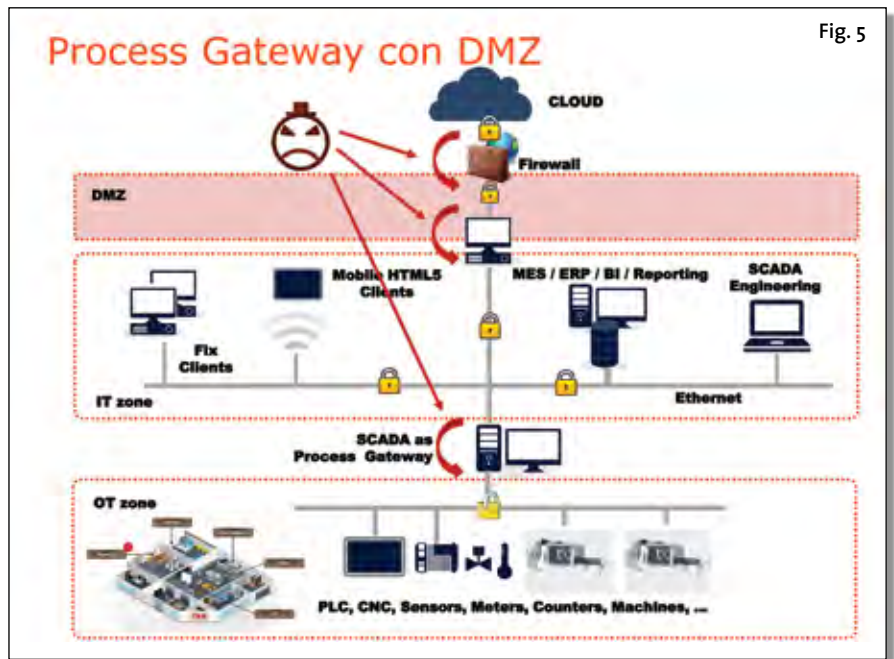 Fig. 5
Process Gateway con DMZ
CLOUD
Firewall
DMZ
Mobile HTML5
Clients
MES / ERP / BI / Reporting
SCADA
Engineering
Fix
Clients
Ethernet
IT zone
SCADA as
Process Gateway
OT zone
PLC, CNC, Sensors, Meters, Counters, Machines, ...